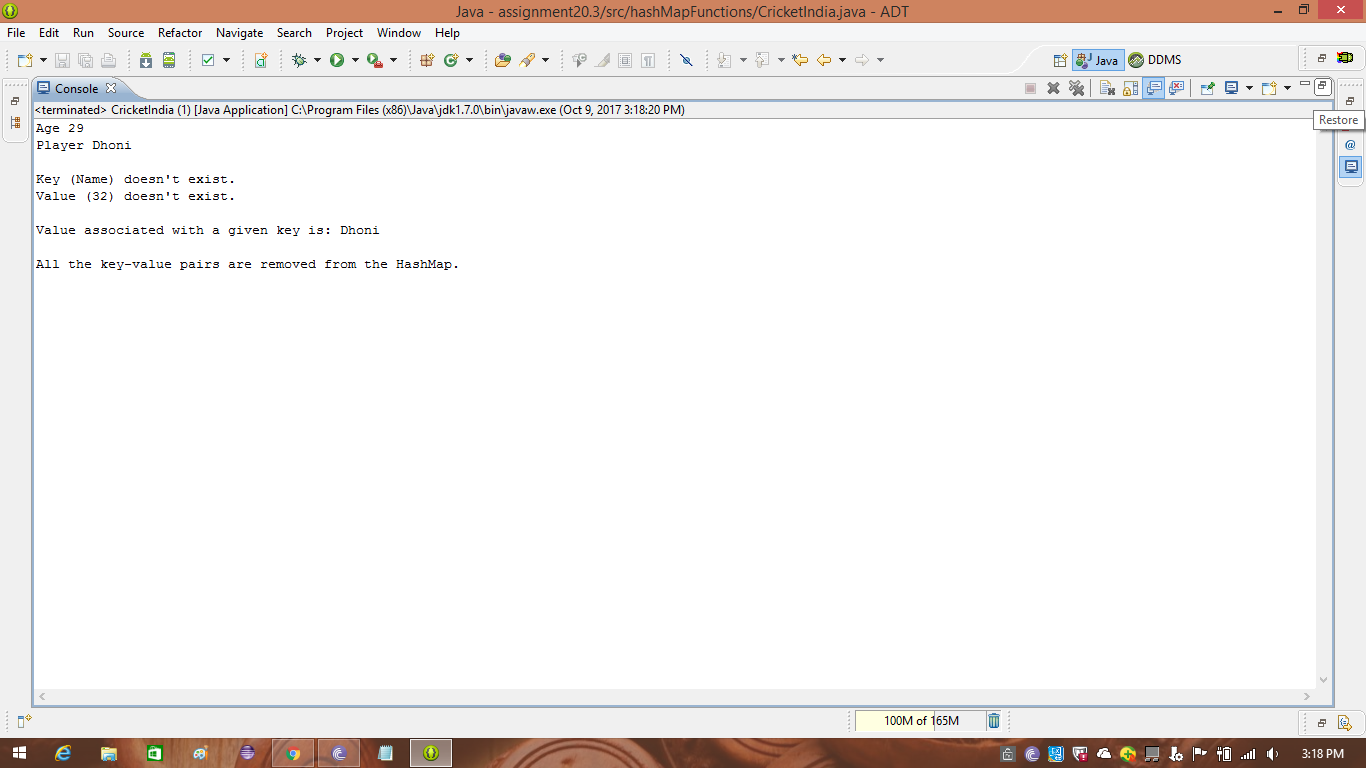 Java - assignment20.3/src/hashMapFunctions/CricketIndia.java - ADT
File Edit Run Source Refactor Navigate Search Project Window Help
Java DDMS
Console
<terminated> CricketIndia (1) [Java Application] C:\Program Files (x86)\Java\jdk1.7.0\bin\javaw.exe (Oct 9, 2017 3:18:20 PM)
Restore
Age 29
Player Dhoni
Key (Name) doesn't exist.
Value (32) doesn't exist.
Value associated with a given key is: Dhoni
All the key-value pairs are removed from the HashMap.
100M of 165M
3:18 PM